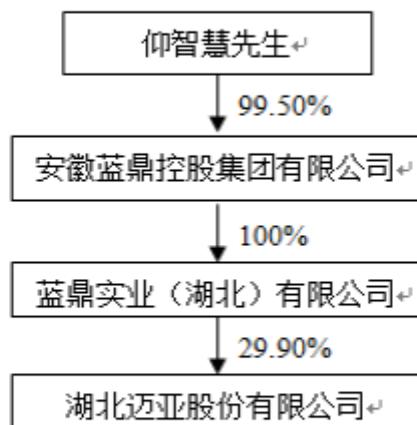 仰智慧先生
99.50%
安徽蓝鼎控股集团有限公司
100%
蓝鼎实业（湖北）有限公司
29.90%
湖北迈亚股份有限公司